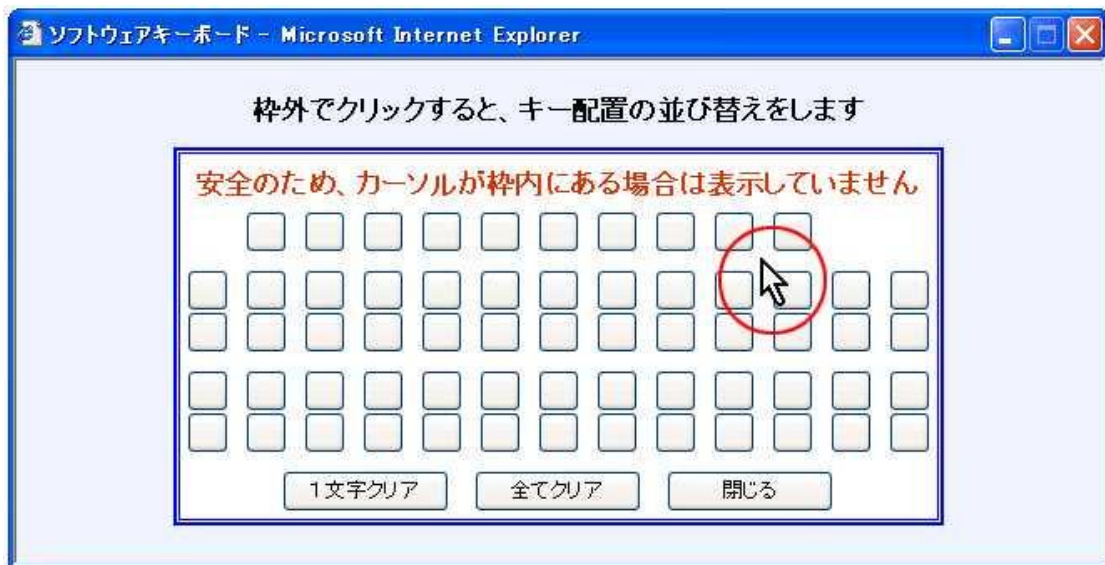 ソフトウェアキーボード - Microsoft Internet Explorer
枠外でクリックすると、キー配置の並び替えをします
安全のため、カーソルが枠内にある場合は表示していません
1文字クリア
全てクリア
閉じる